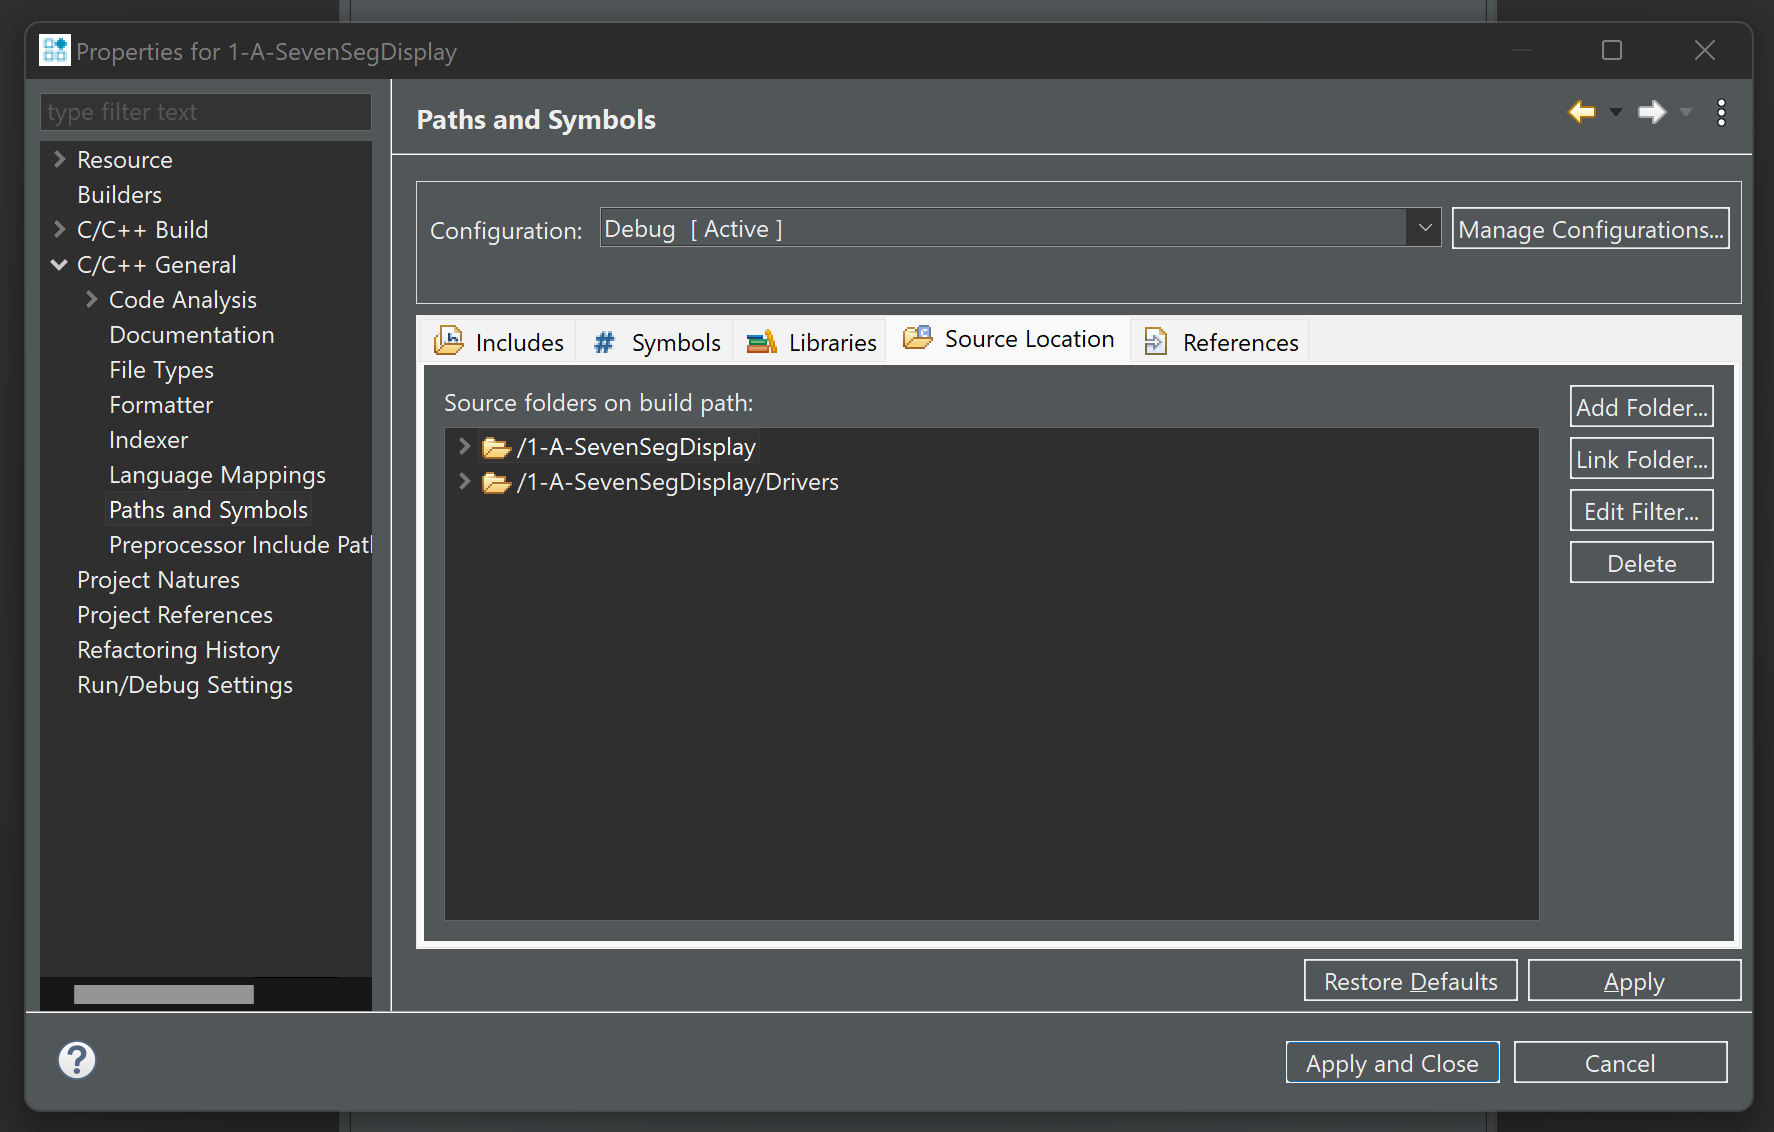 Properties for 1-A-SevenSegDisplay
type filter text
Resource
Builders
C/C++ Build
C/C++ General
Code Analysis
Documentation
File Types
Formatter
Indexer
Language Mappings
Paths and Symbols
Preprocessor Include Pat
Project Natures
Project References
Refactoring History
Run/Debug Settings
Paths and Symbols
Configuration: Debug [ Active ] Manage Configurations...
Includes # Symbols Libraries Source Location References
Source folders on build path:
/1-A-SevenSegDisplay
/1-A-SevenSegDisplay/Drivers
Add Folder...
Link Folder...
Edit Filter...
Delete
Restore Defaults Apply
? Apply and Close Cancel